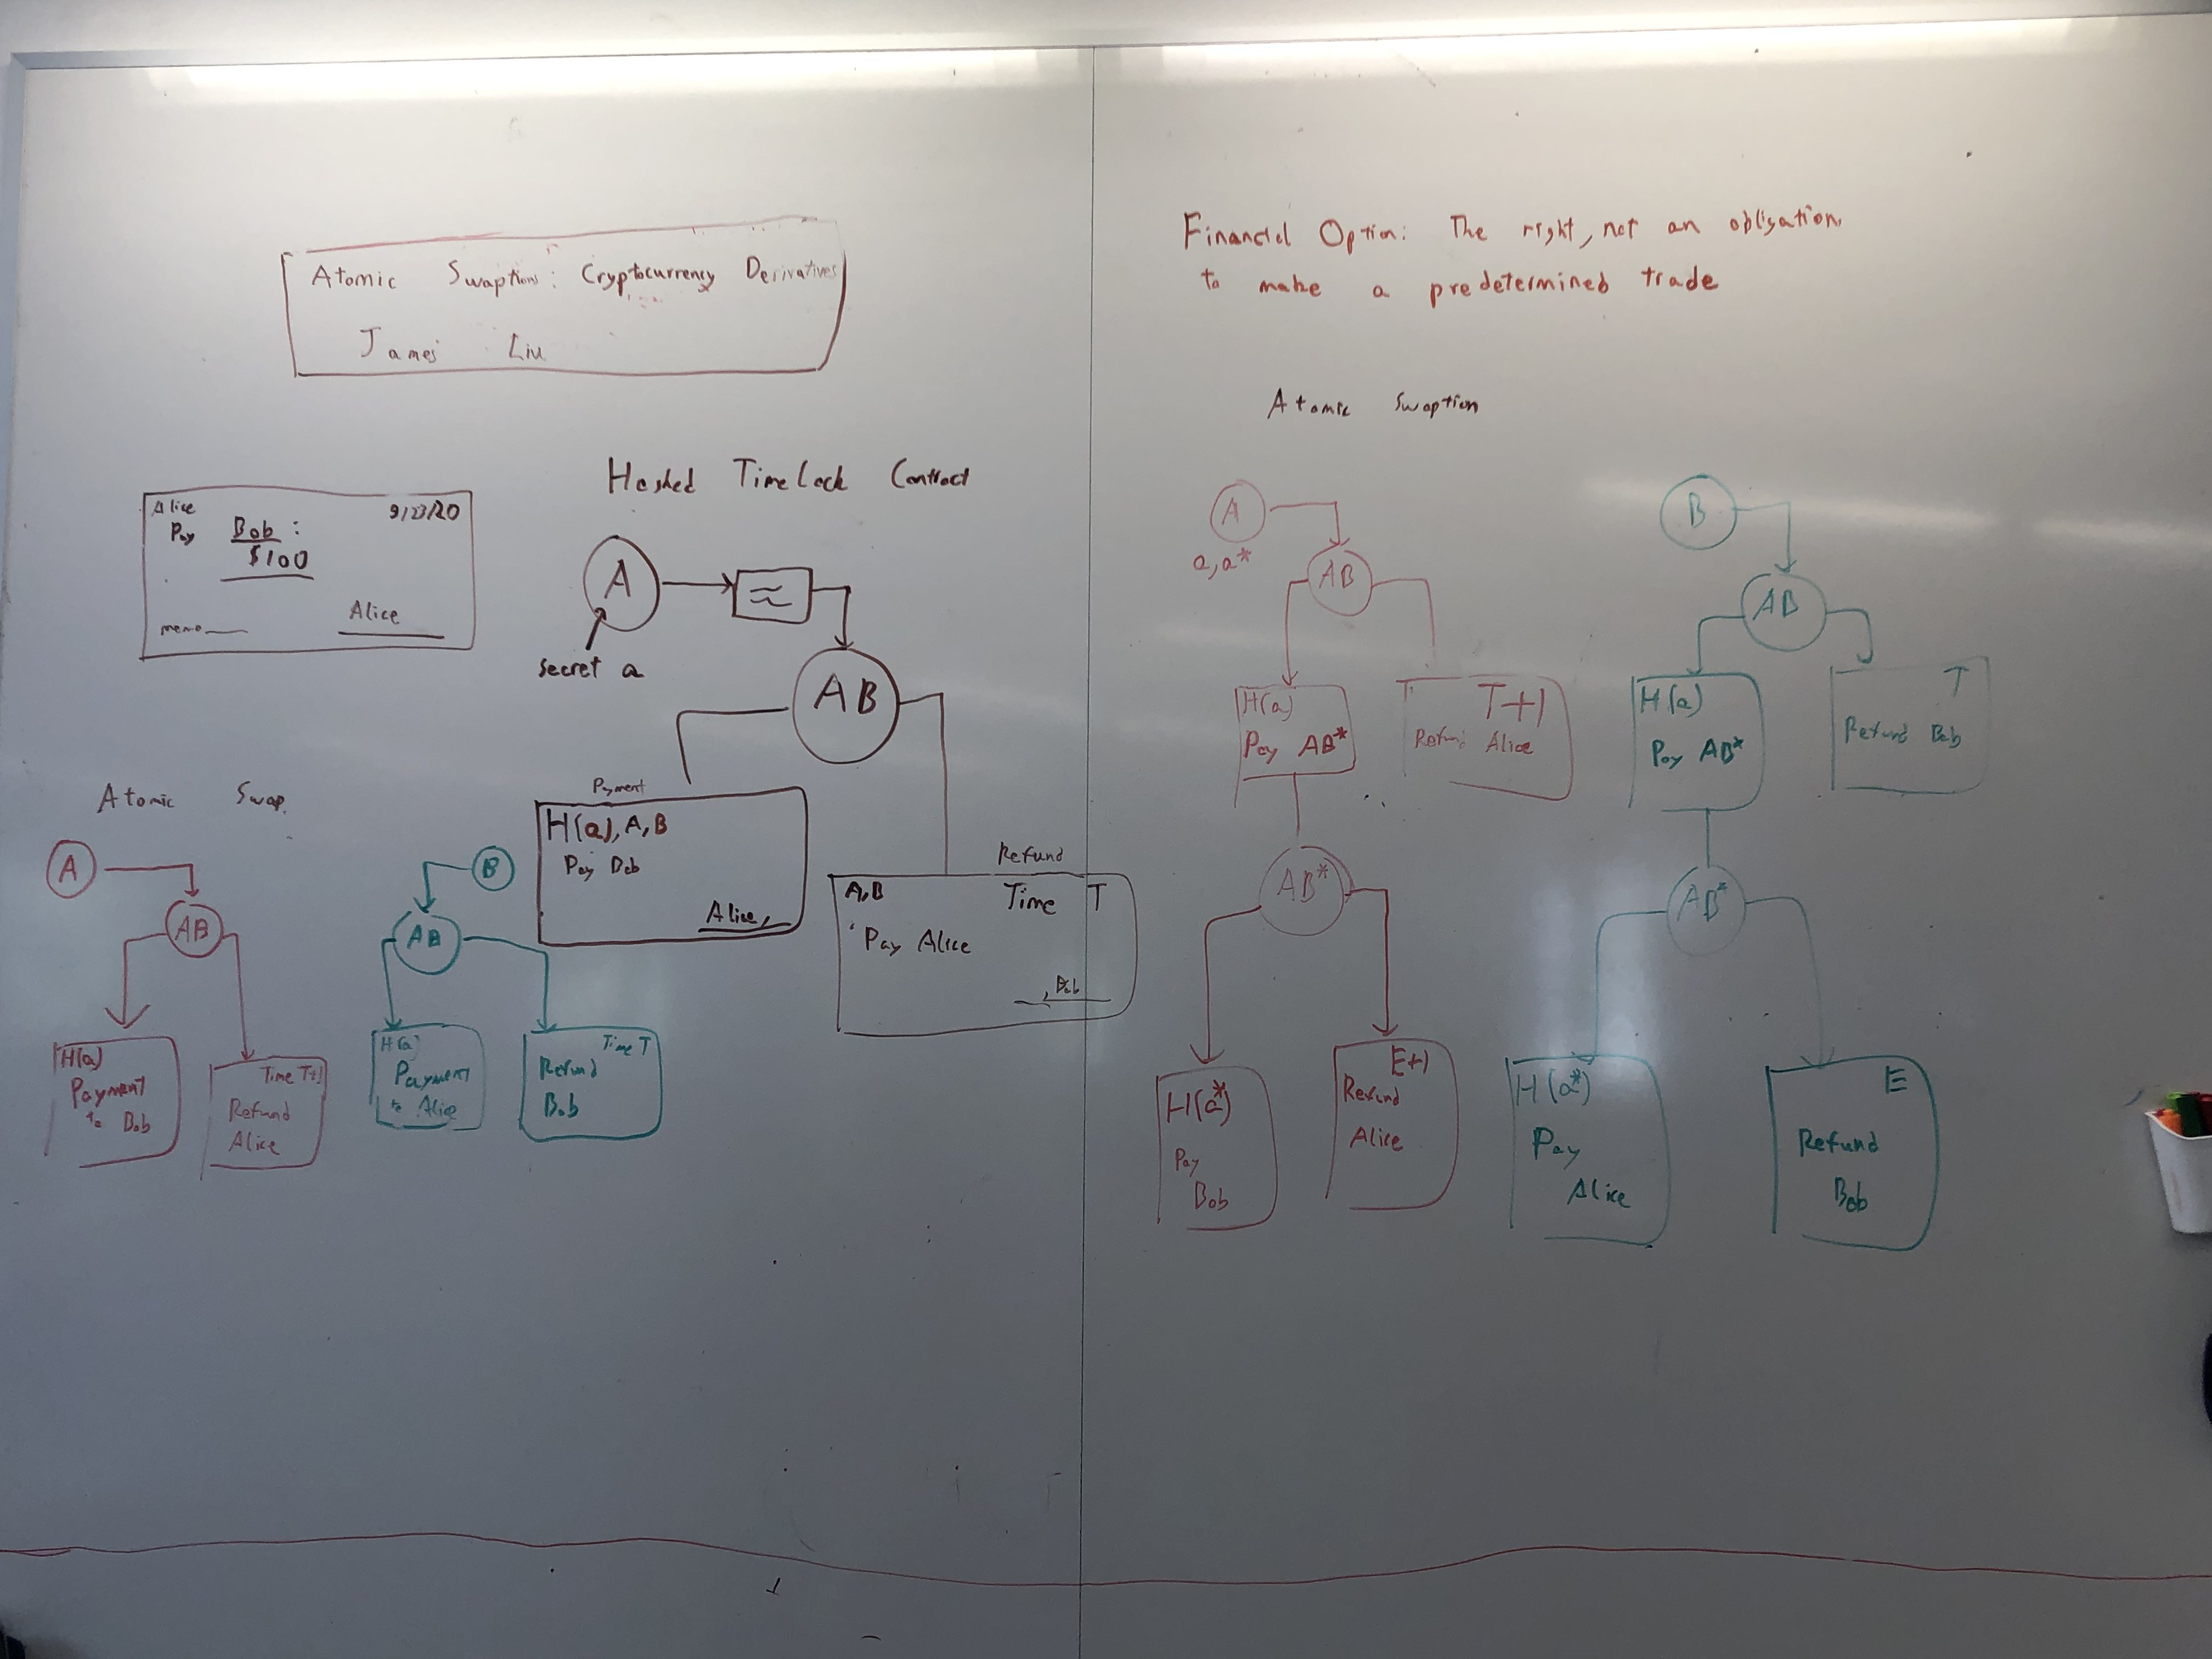 Atomic Swaptions: Cryptocurrency Derivatives
James Liu
Alice
9/23/20
Pay Bob:
$100
memo
Alice
Hashed TimeLock Contract
A
≈
secret a
AB
Payment
H(a), A, B
Pay Bob
Alice,
Refund
A,B Time T
Pay Alice
, Bob
Atomic Swap
A
AB
H(a)
Payment
to Bob
Time T+1
Refund
Alice
B
AB
H(a)
Payment
to Alice
Time T
Refund
Bob
Financial Option: The right, not an obligation,
to make a predetermined trade
Atomic Swaption
A
a, a*
AB
H(a)
Pay AB*
T+1
Refund Alice
AB*
H(a*)
Pay
Bob
E+1
Refund
Alice
B
AB
H(a)
Pay AB*
T
Refund Bob
AB*
H(a*)
Pay
Alice
E
Refund
Bob